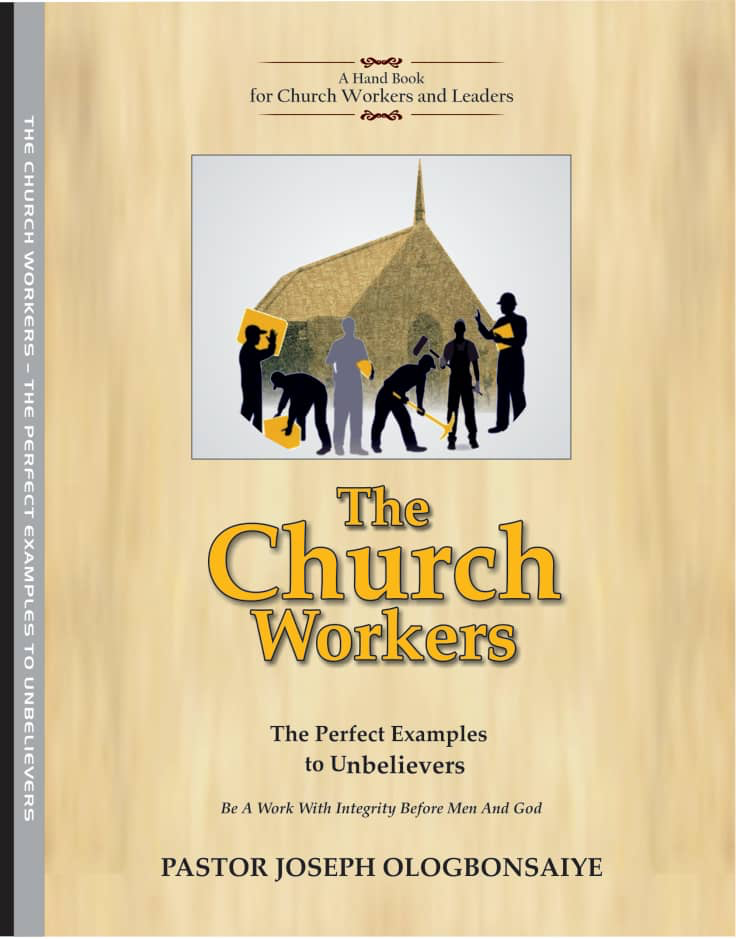 THE CHURCH WORKERS – THE PERFECT EXAMPLES TO UNBELIEVERS
A Hand Book
for Church Workers and Leaders
The
Church
Workers
The Perfect Examples
to Unbelievers
Be A Work With Integrity Before Men And God
PASTOR JOSEPH OLOGBONSAIYE